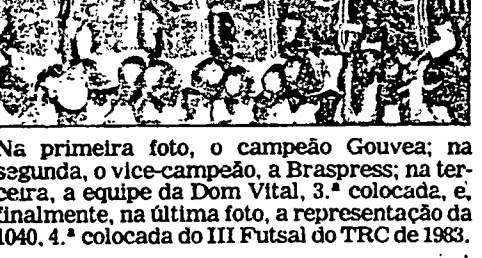 Na primeira foto, o campeão Gouvea; na
segunda, o vice-campeão, a Braspress; na ter-
ceira, a equipe da Dom Vital, 3.ª colocada, e,
finalmente, na última foto, a representação da
1040, 4.ª colocada do III Futsal do TRC de 1983.